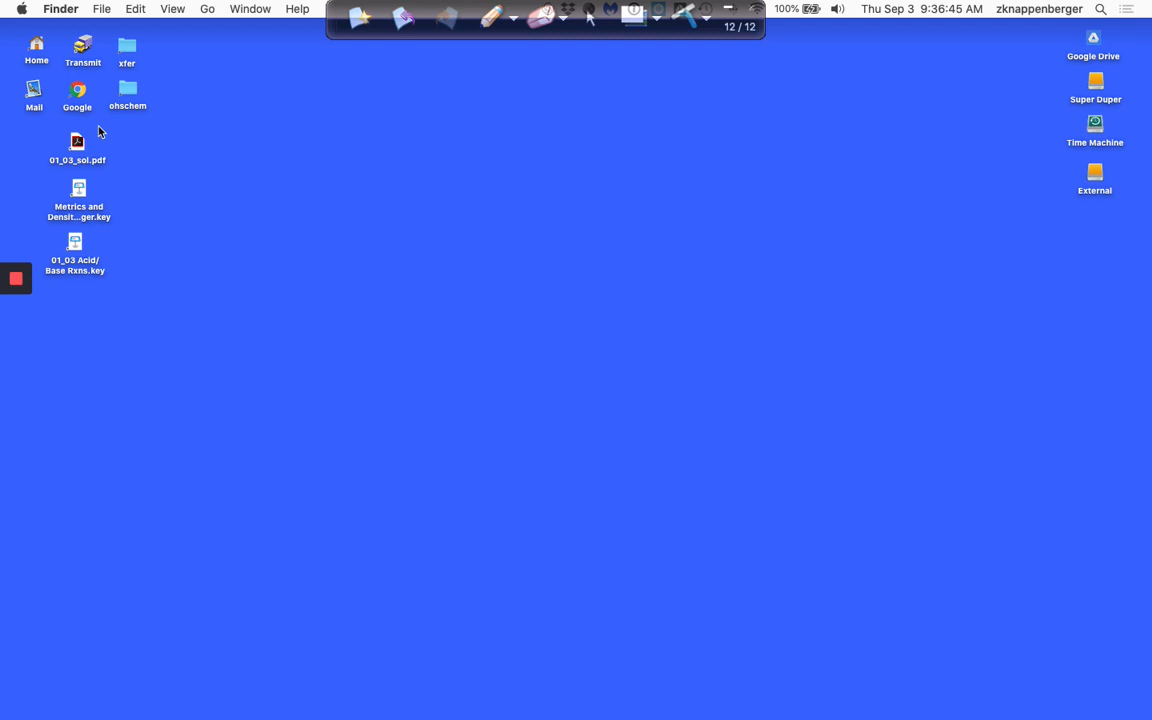 Finder File Edit View Go Window Help
100% Thu Sep 3 9:36:45 AM zknappenberger
12 / 12
Home
Transmit
xfer
Mail
Google
ohschem
01_03_sol.pdf
Metrics and
Densit...ger.key
01_03 Acid/
Base Rxns.key
Google Drive
Super Duper
Time Machine
External